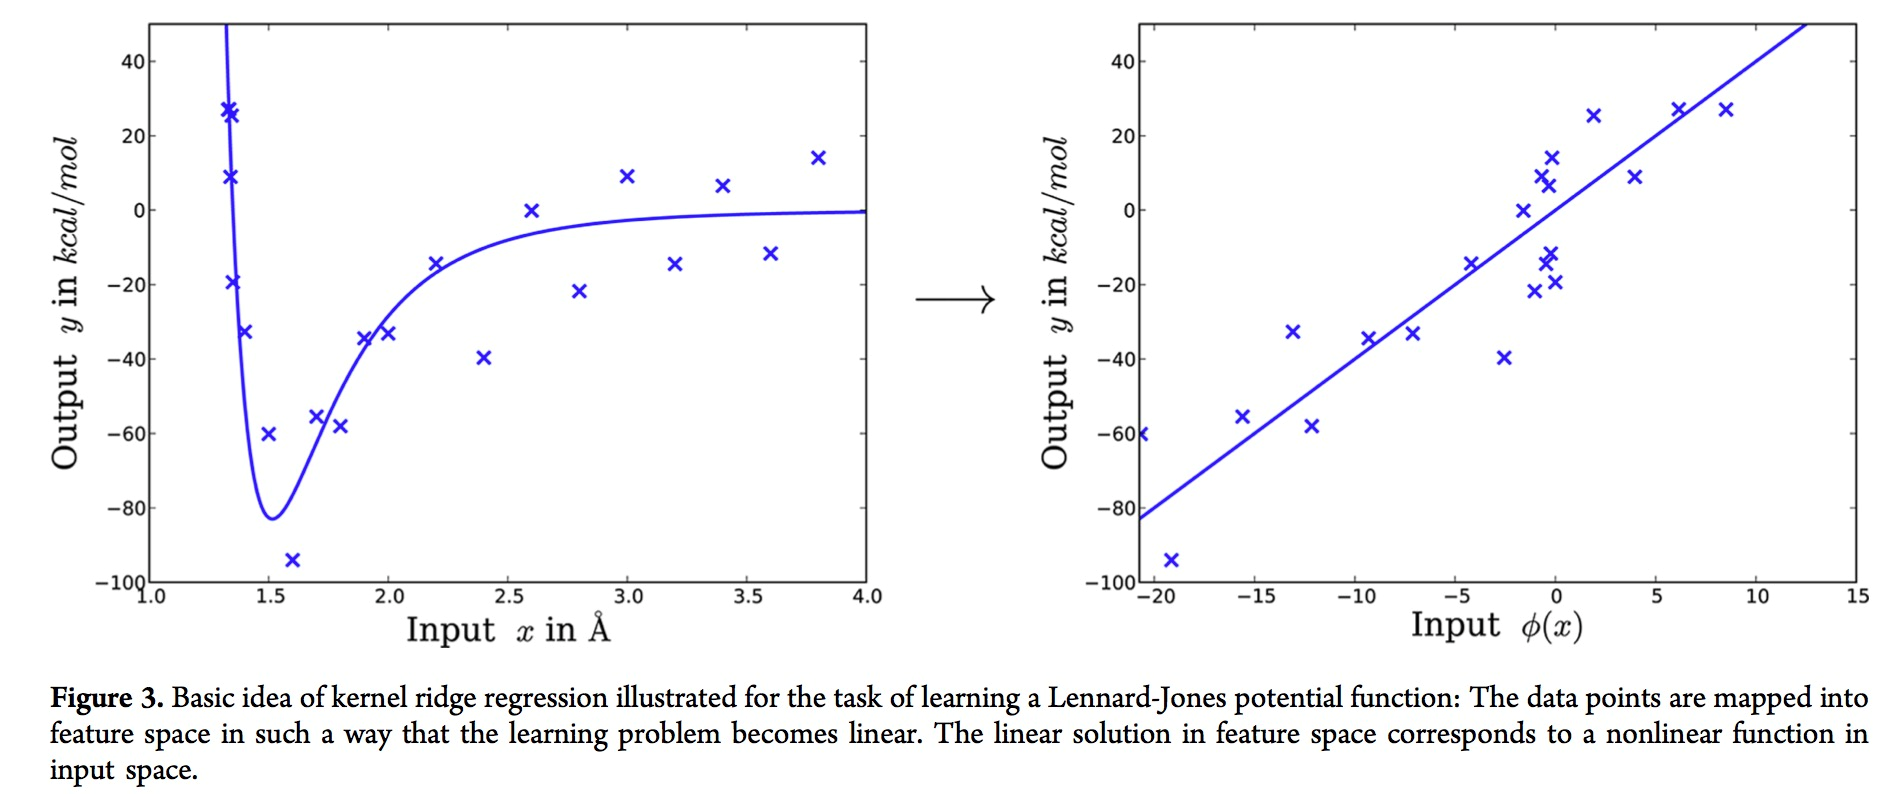 40
20
0
−20
−40
−60
−80
−100
1.0 1.5 2.0 2.5 3.0 3.5 4.0
Output y in kcal/mol
Input x in Å
40
20
0
−20
−40
−60
−80
−100
−20 −15 −10 −5 0 5 10 15
Output y in kcal/mol
Input ϕ(x)
Figure 3. Basic idea of kernel ridge regression illustrated for the task of learning a Lennard-Jones potential function: The data points are mapped into
feature space in such a way that the learning problem becomes linear. The linear solution in feature space corresponds to a nonlinear function in
input space.